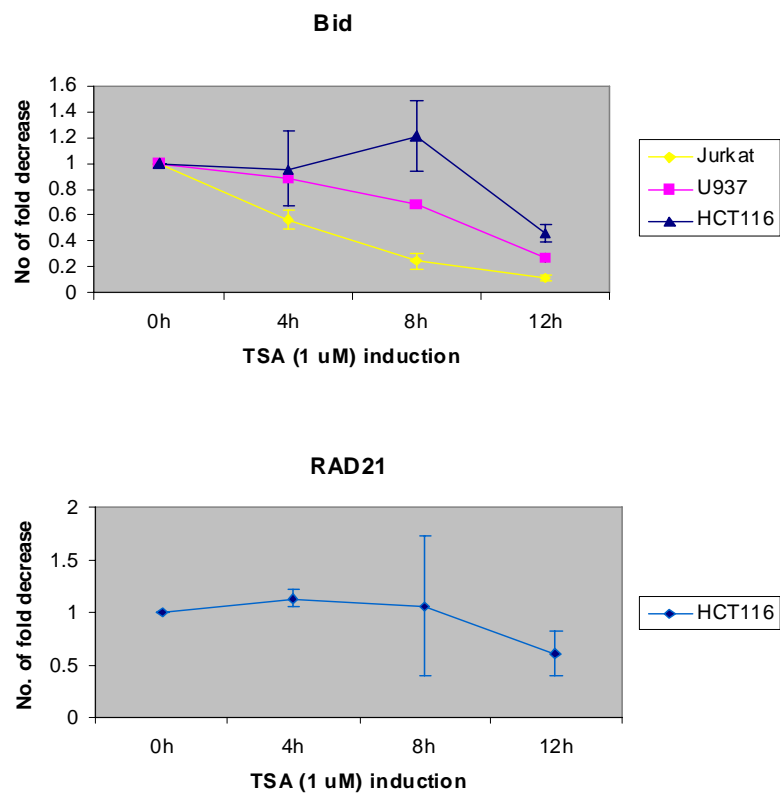 Bid
1.6
1.4
1.2
1
0.8
0.6
0.4
0.2
0
No of fold decrease
0h 4h 8h 12h
TSA (1 uM) induction
Jurkat
U937
HCT116
RAD21
2
1.5
1
0.5
0
No. of fold decrease
0h 4h 8h 12h
TSA (1 uM) induction
HCT116